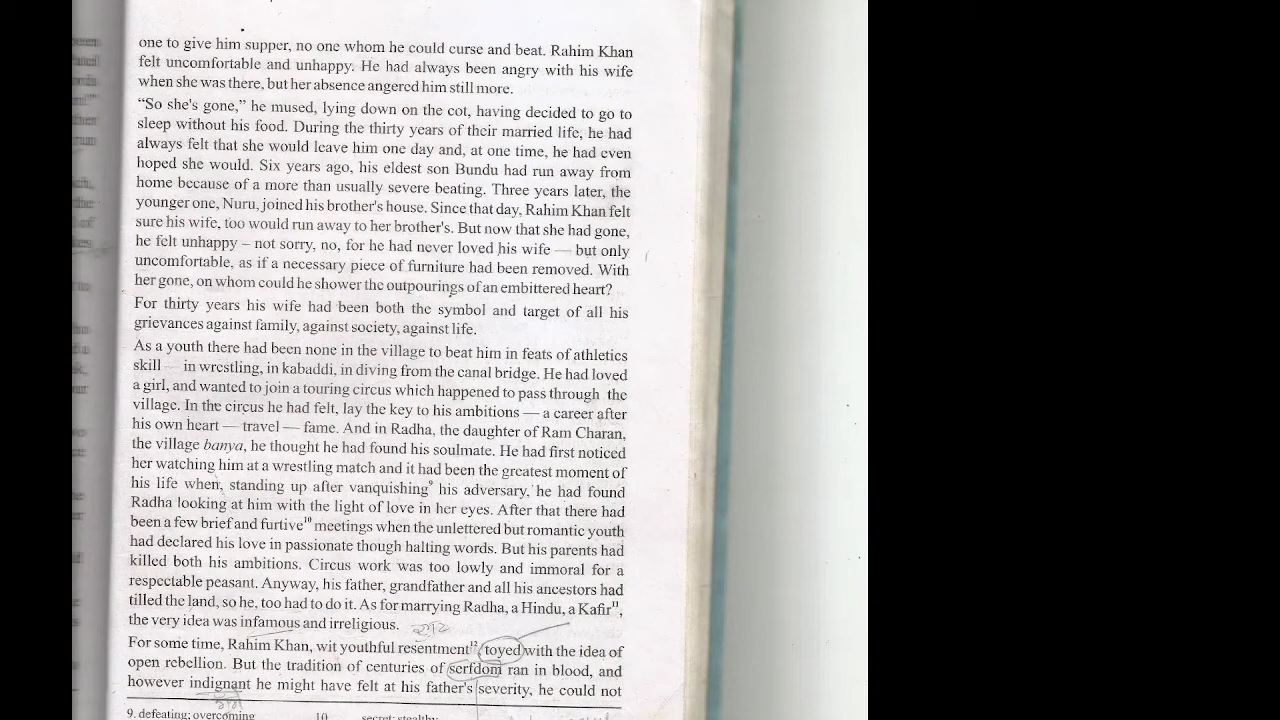 one to give him supper, no one whom he could curse and beat. Rahim Khan
felt uncomfortable and unhappy. He had always been angry with his wife
when she was there, but her absence angered him still more.
“So she's gone,” he mused, lying down on the cot, having decided to go to
sleep without his food. During the thirty years of their married life, he had
always felt that she would leave him one day and, at one time, he had even
hoped she would. Six years ago, his eldest son Bundu had run away from
home because of a more than usually severe beating. Three years later, the
younger one, Nuru, joined his brother's house. Since that day, Rahim Khan felt
sure his wife, too would run away to her brother's. But now that she had gone,
he felt unhappy – not sorry, no, for he had never loved his wife — but only
uncomfortable, as if a necessary piece of furniture had been removed. With
her gone, on whom could he shower the outpourings of an embittered heart?
For thirty years his wife had been both the symbol and target of all his
grievances against family, against society, against life.
As a youth there had been none in the village to beat him in feats of athletics
skill — in wrestling, in kabaddi, in diving from the canal bridge. He had loved
a girl, and wanted to join a touring circus which happened to pass through the
village. In the circus he had felt, lay the key to his ambitions — a career after
his own heart — travel — fame. And in Radha, the daughter of Ram Charan,
the village banya, he thought he had found his soulmate. He had first noticed
her watching him at a wrestling match and it had been the greatest moment of
his life when, standing up after vanquishing⁹ his adversary, he had found
Radha looking at him with the light of love in her eyes. After that there had
been a few brief and furtive¹⁰ meetings when the unlettered but romantic youth
had declared his love in passionate though halting words. But his parents had
killed both his ambitions. Circus work was too lowly and immoral for a
respectable peasant. Anyway, his father, grandfather and all his ancestors had
tilled the land, so he, too had to do it. As for marrying Radha, a Hindu, a Kafir¹¹,
the very idea was infamous and irreligious.
For some time, Rahim Khan, wit youthful resentment¹² toyed with the idea of
open rebellion. But the tradition of centuries of serfdom ran in blood, and
however indignant he might have felt at his father's severity, he could not
9. defeating; overcoming 10 secret; stealthy